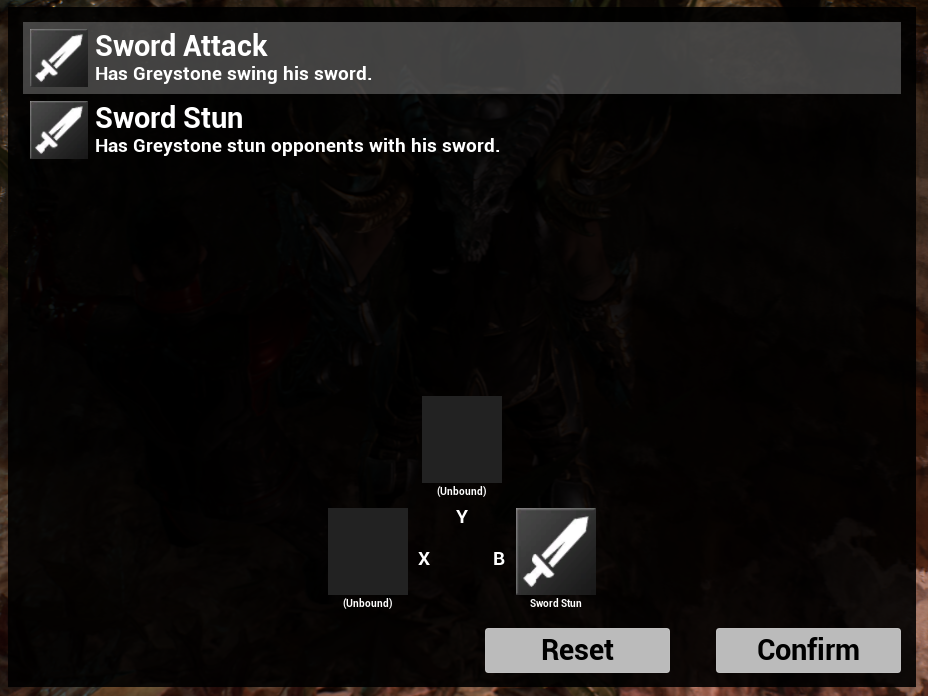 Sword Attack
Has Greystone swing his sword.
Sword Stun
Has Greystone stun opponents with his sword.
(Unbound)
Y
X
B
(Unbound)
Sword Stun
Reset
Confirm